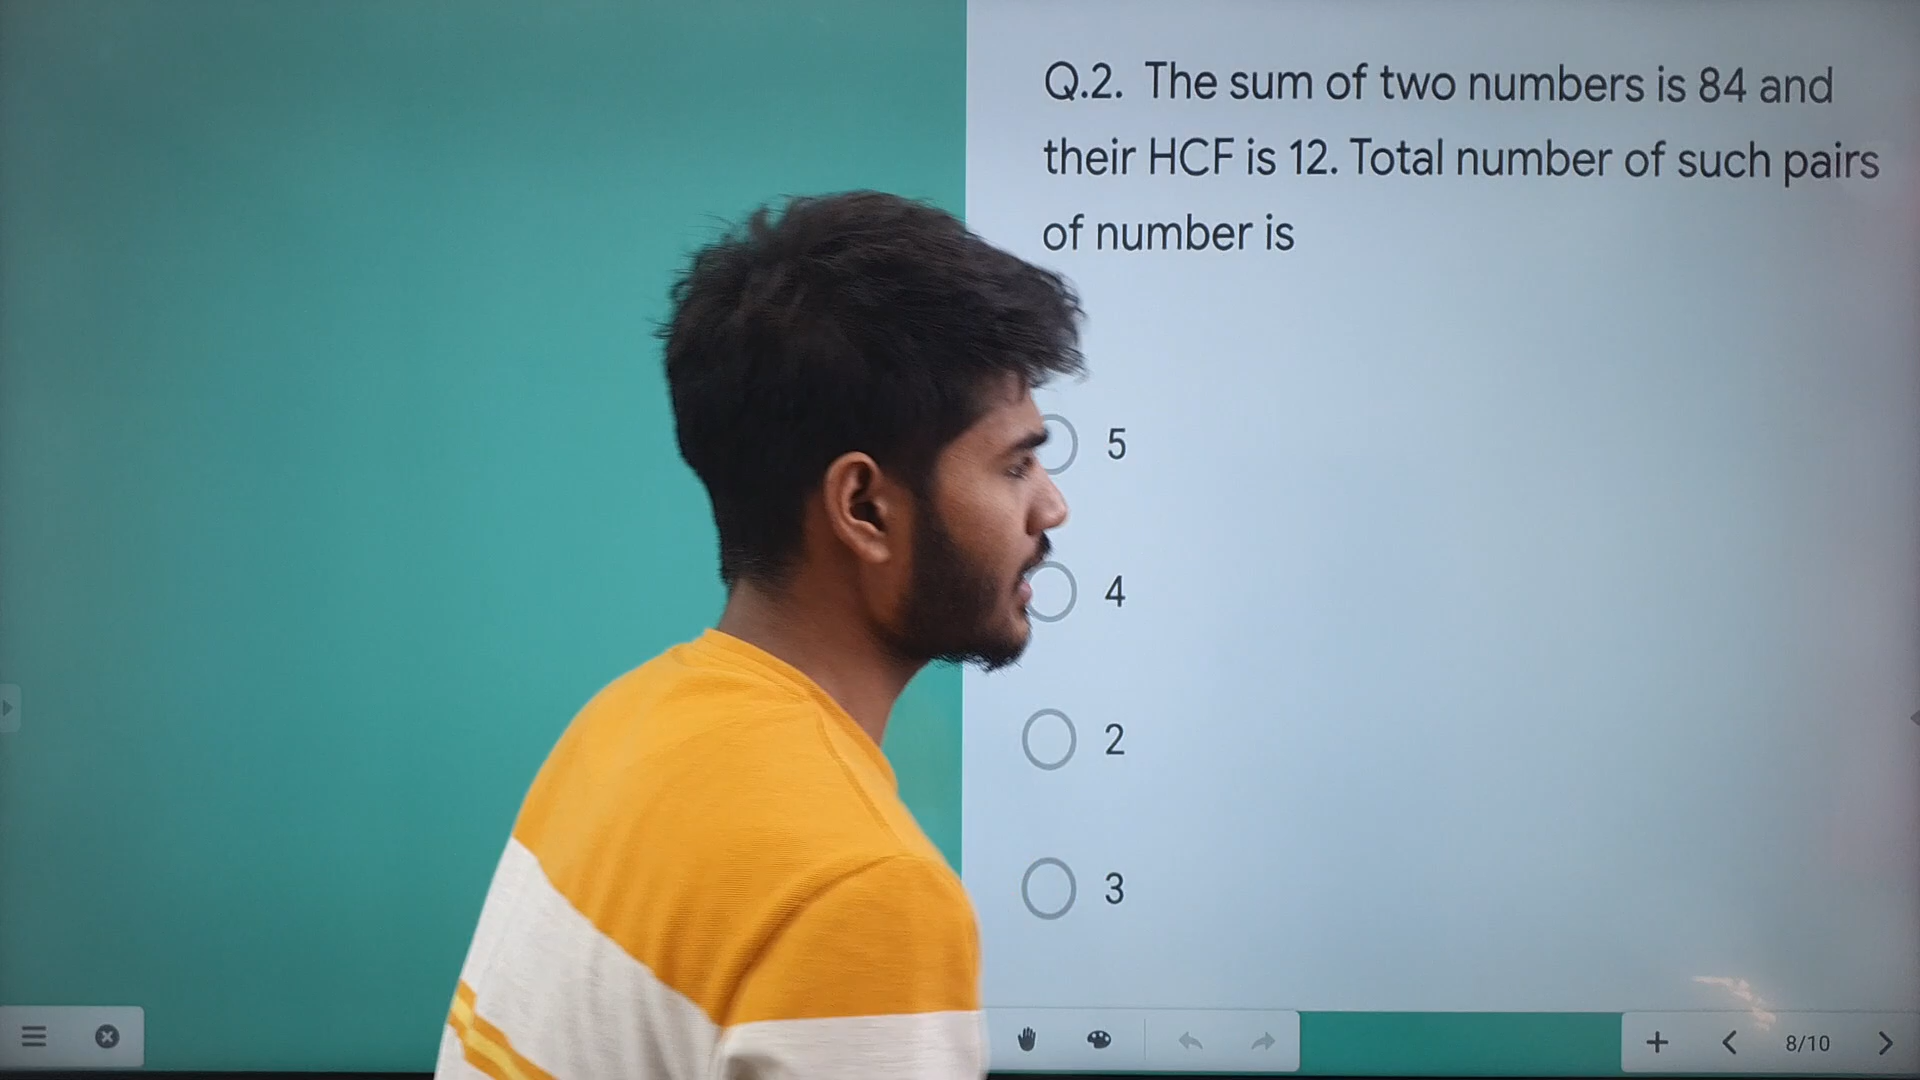 Q.2. The sum of two numbers is 84 and
their HCF is 12. Total number of such pairs
of number is
5
4
2
3
8/10